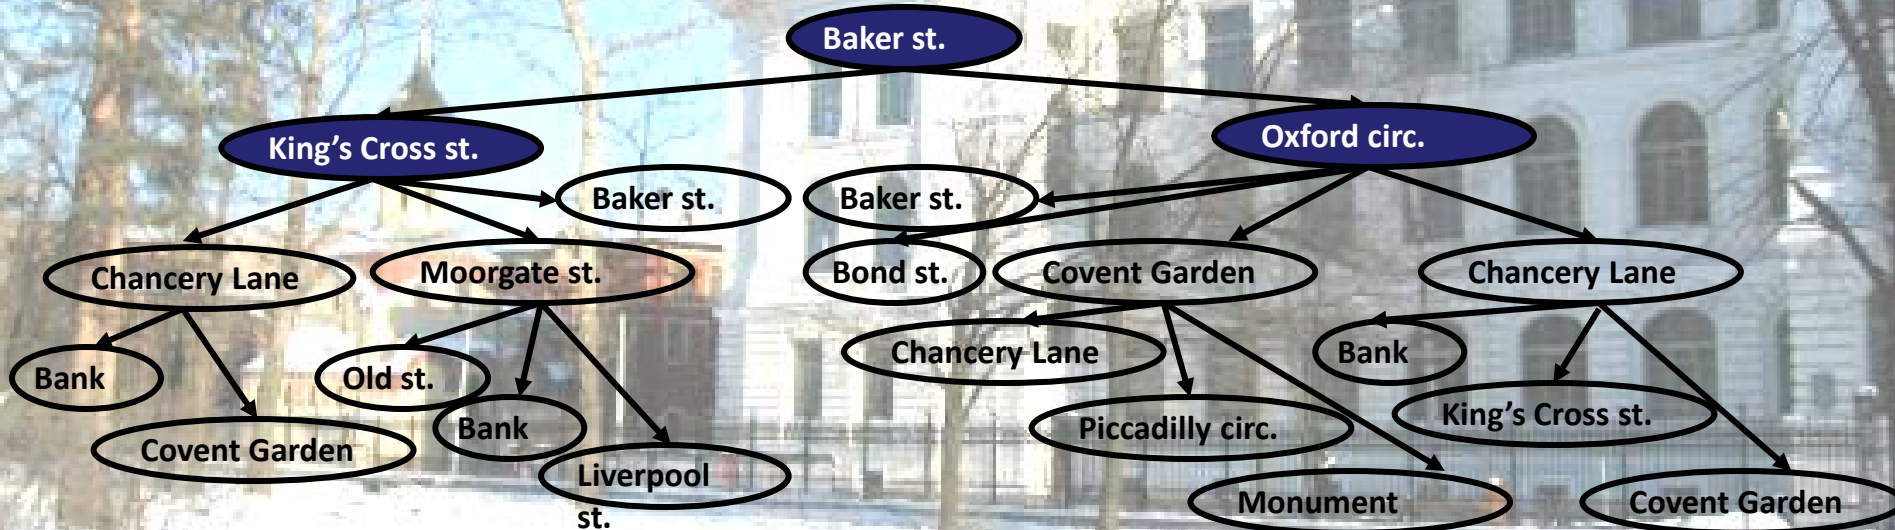 Baker st.
King’s Cross st.
Oxford circ.
Baker st.
Baker st.
Chancery Lane
Moorgate st.
Bond st.
Covent Garden
Chancery Lane
Bank
Old st.
Chancery Lane
Bank
Covent Garden
Bank
Liverpool
st.
Piccadilly circ.
King’s Cross st.
Monument
Covent Garden